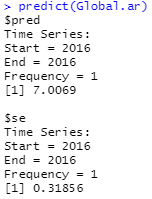 > predict(Global.ar)
$pred
Time Series:
Start = 2016
End = 2016
Frequency = 1
[1] 7.0069
$se
Time Series:
Start = 2016
End = 2016
Frequency = 1
[1] 0.31856